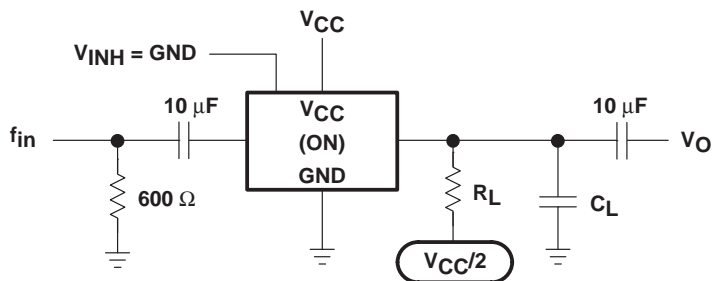 VCC
VINH = GND
10 μF
VCC
10 μF
fin
(ON)
VO
GND
600 Ω
RL
CL
VCC/2